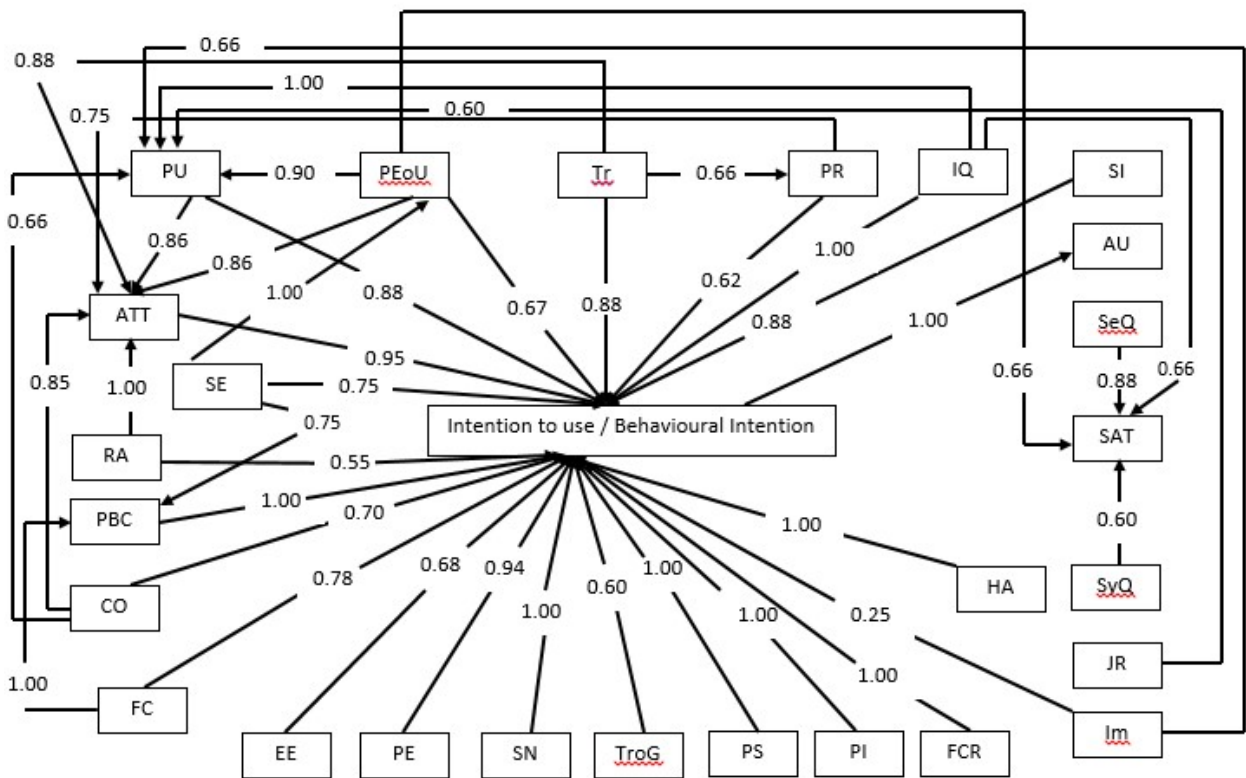 0.66
0.88
1.00
0.75
0.60
PU
0.90
PEoU
Tr
0.66
PR
IQ
SI
0.66
0.86
0.86
1.00
AU
1.00
0.88
0.67
0.88
0.62
0.88
1.00
ATT
SeQ
0.95
0.85
1.00
SE
0.75
0.66
0.88
0.66
0.75
Intention to use / Behavioural Intention
SAT
RA
0.55
PBC
1.00
0.70
1.00
0.60
0.78
0.68
0.94
1.00
0.60
1.00
1.00
0.25
CO
HA
SyQ
1.00
1.00
JR
FC
Im
EE
PE
SN
TroG
PS
PI
FCR